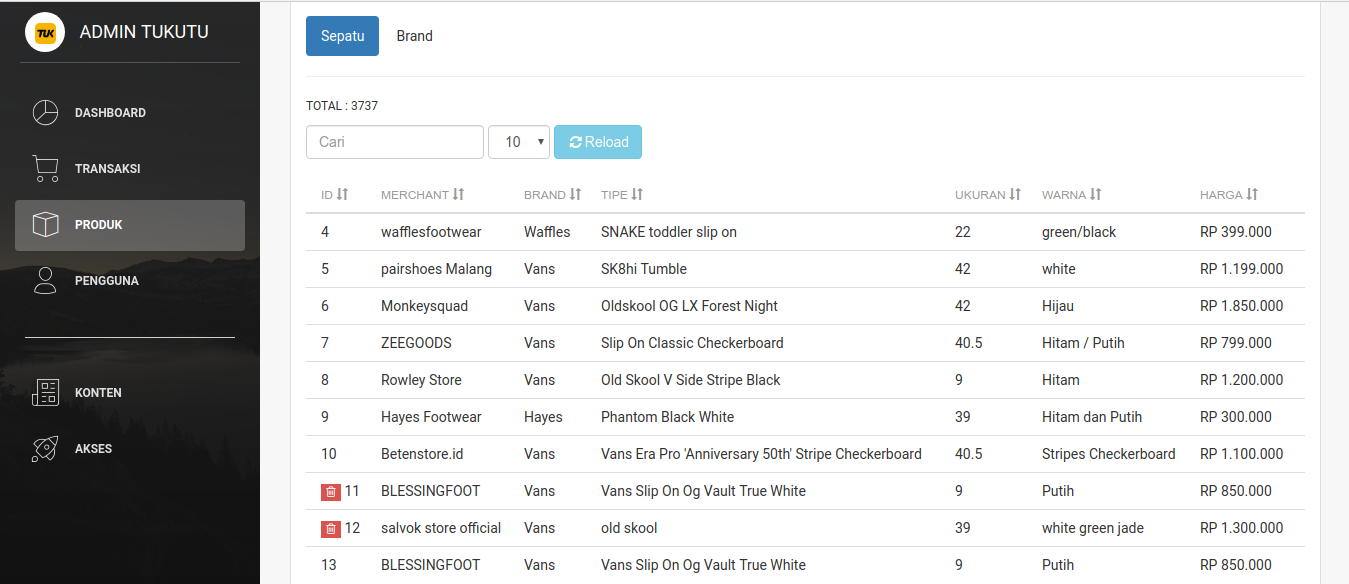 TUK ADMIN TUKUTU
DASHBOARD
TRANSAKSI
PRODUK
PENGGUNA
KONTEN
AKSES
Sepatu Brand
TOTAL : 3737
Cari 10 Reload
ID MERCHANT BRAND TIPE UKURAN WARNA HARGA
4 wafflesfootwear Waffles SNAKE toddler slip on 22 green/black RP 399.000
5 pairshoes Malang Vans SK8hi Tumble 42 white RP 1.199.000
6 Monkeysquad Vans Oldskool OG LX Forest Night 42 Hijau RP 1.850.000
7 ZEEGOODS Vans Slip On Classic Checkerboard 40.5 Hitam / Putih RP 799.000
8 Rowley Store Vans Old Skool V Side Stripe Black 9 Hitam RP 1.200.000
9 Hayes Footwear Hayes Phantom Black White 39 Hitam dan Putih RP 300.000
10 Betenstore.id Vans Vans Era Pro 'Anniversary 50th' Stripe Checkerboard 40.5 Stripes Checkerboard RP 1.100.000
11 BLESSINGFOOT Vans Vans Slip On Og Vault True White 9 Putih RP 850.000
12 salvok store official Vans old skool 39 white green jade RP 1.300.000
13 BLESSINGFOOT Vans Vans Slip On Og Vault True White 9 Putih RP 850.000